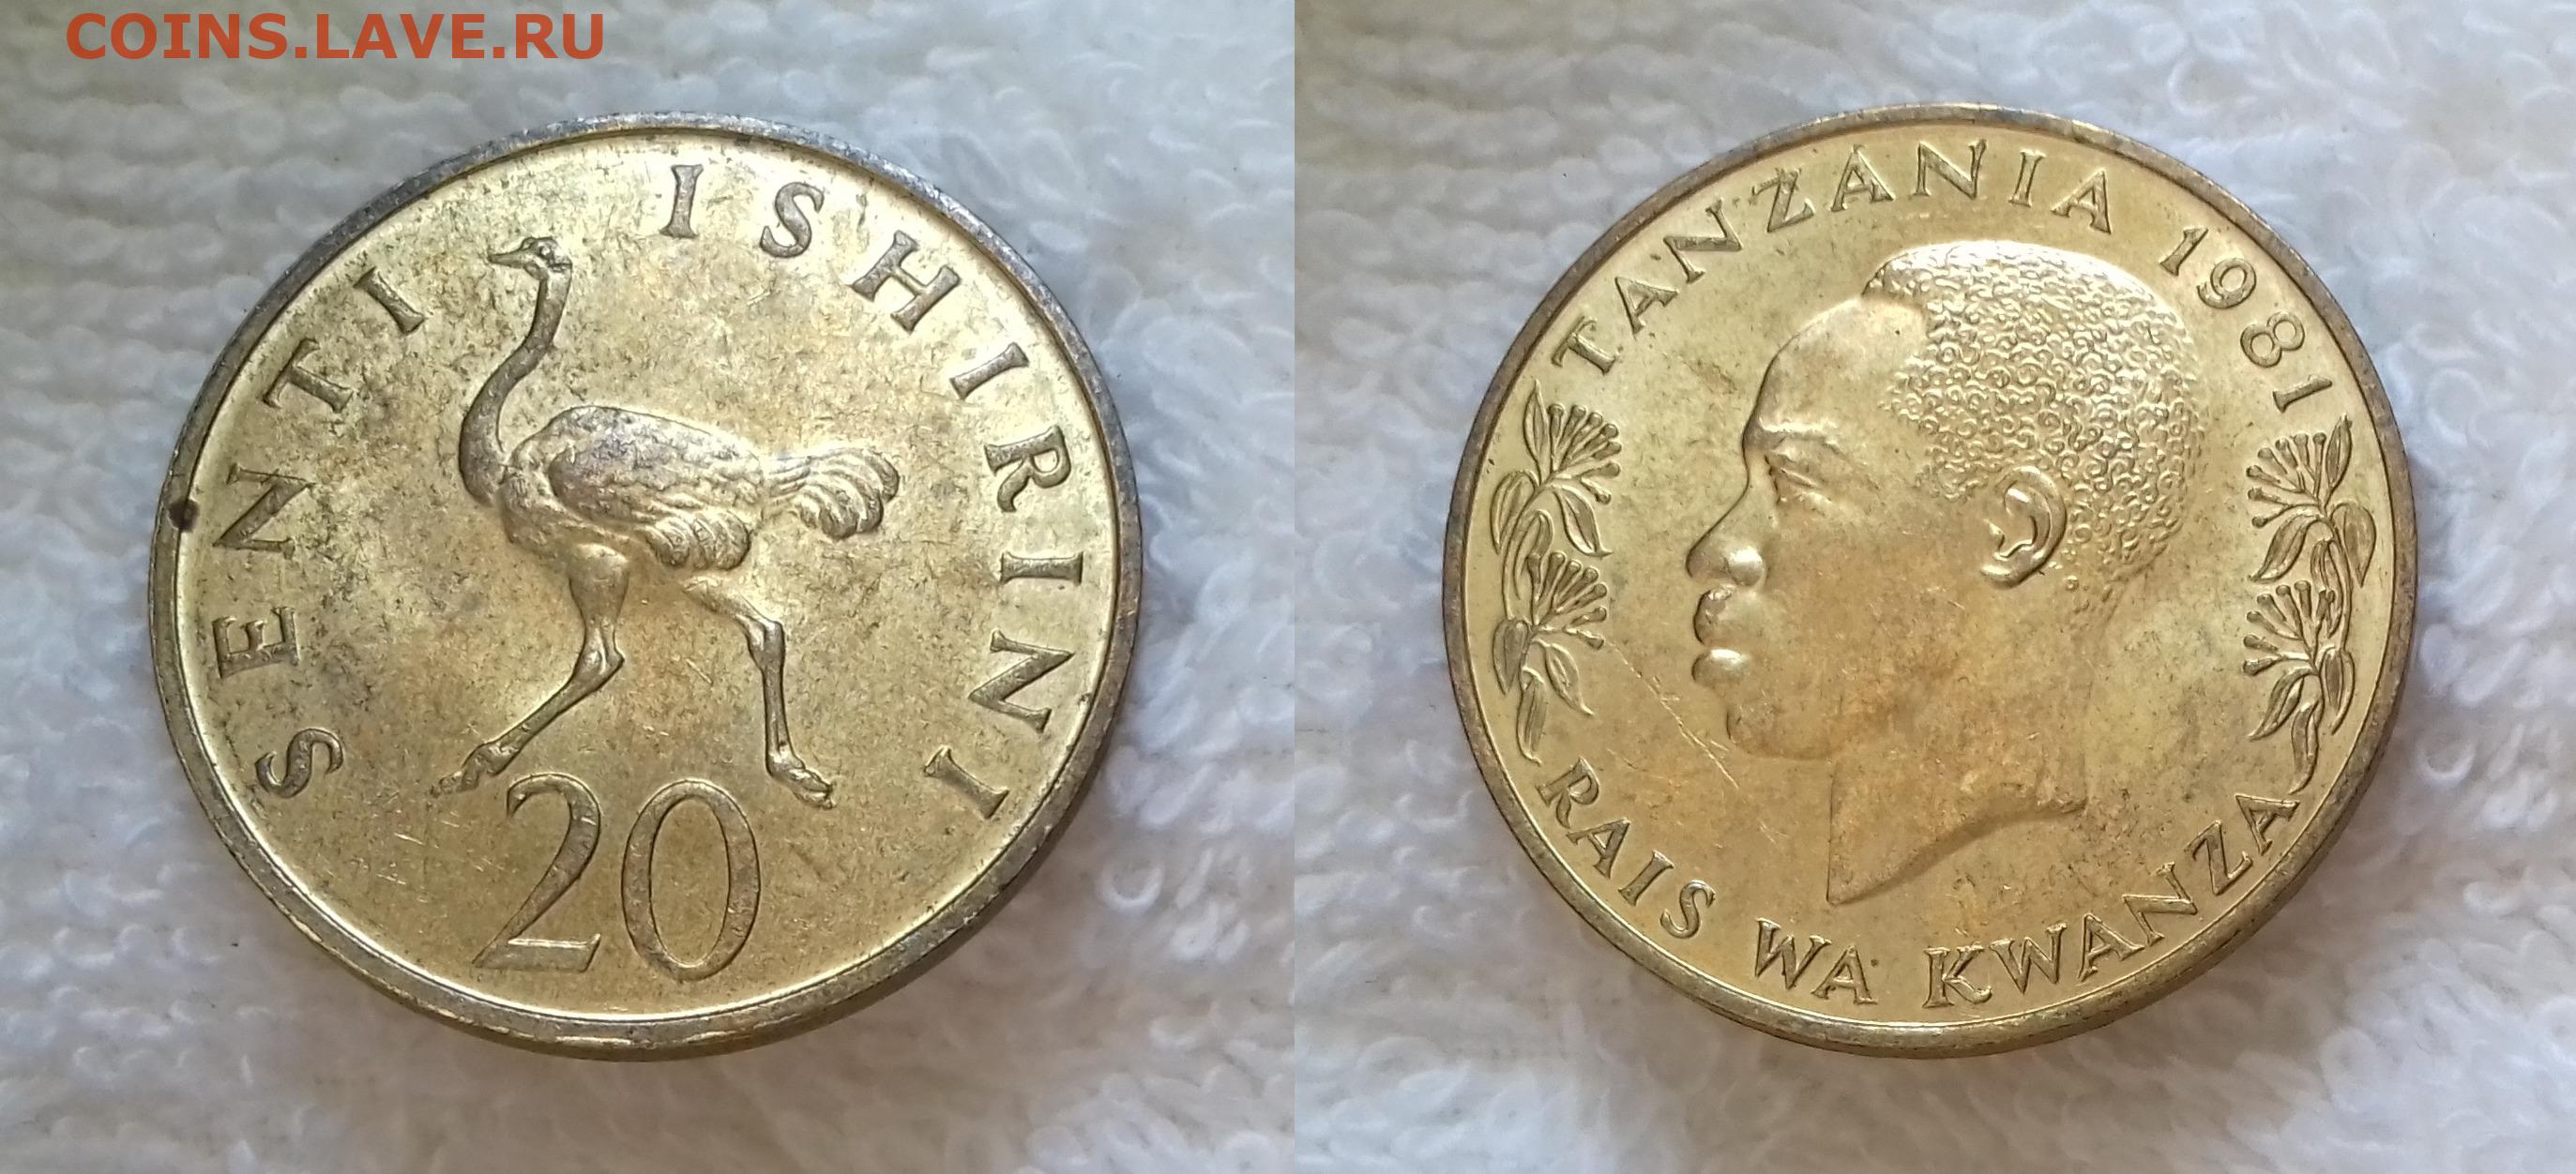 COINS.LAVE.RU
SENTI ISHIRINI
20
TANZANIA 1981
RAIS WA KWANZA